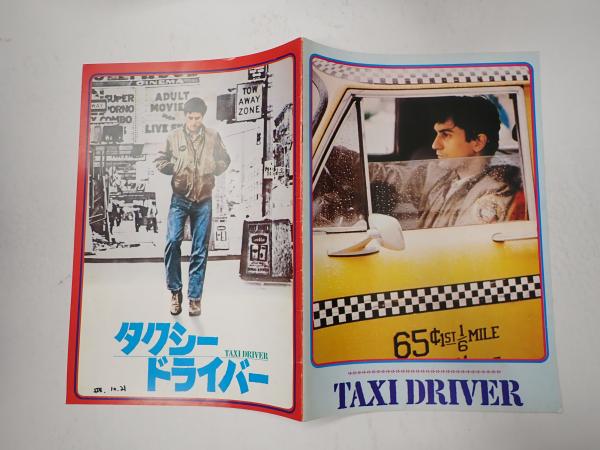 CINEMA
SUPER
PORNO
COMBO
ADULT
MOVIE
LIVE
TOW
AWAY
ZONE
タクシー
TAXI DRIVER
ドライバー
65¢ 1ST 1/6 MILE
TAXI DRIVER